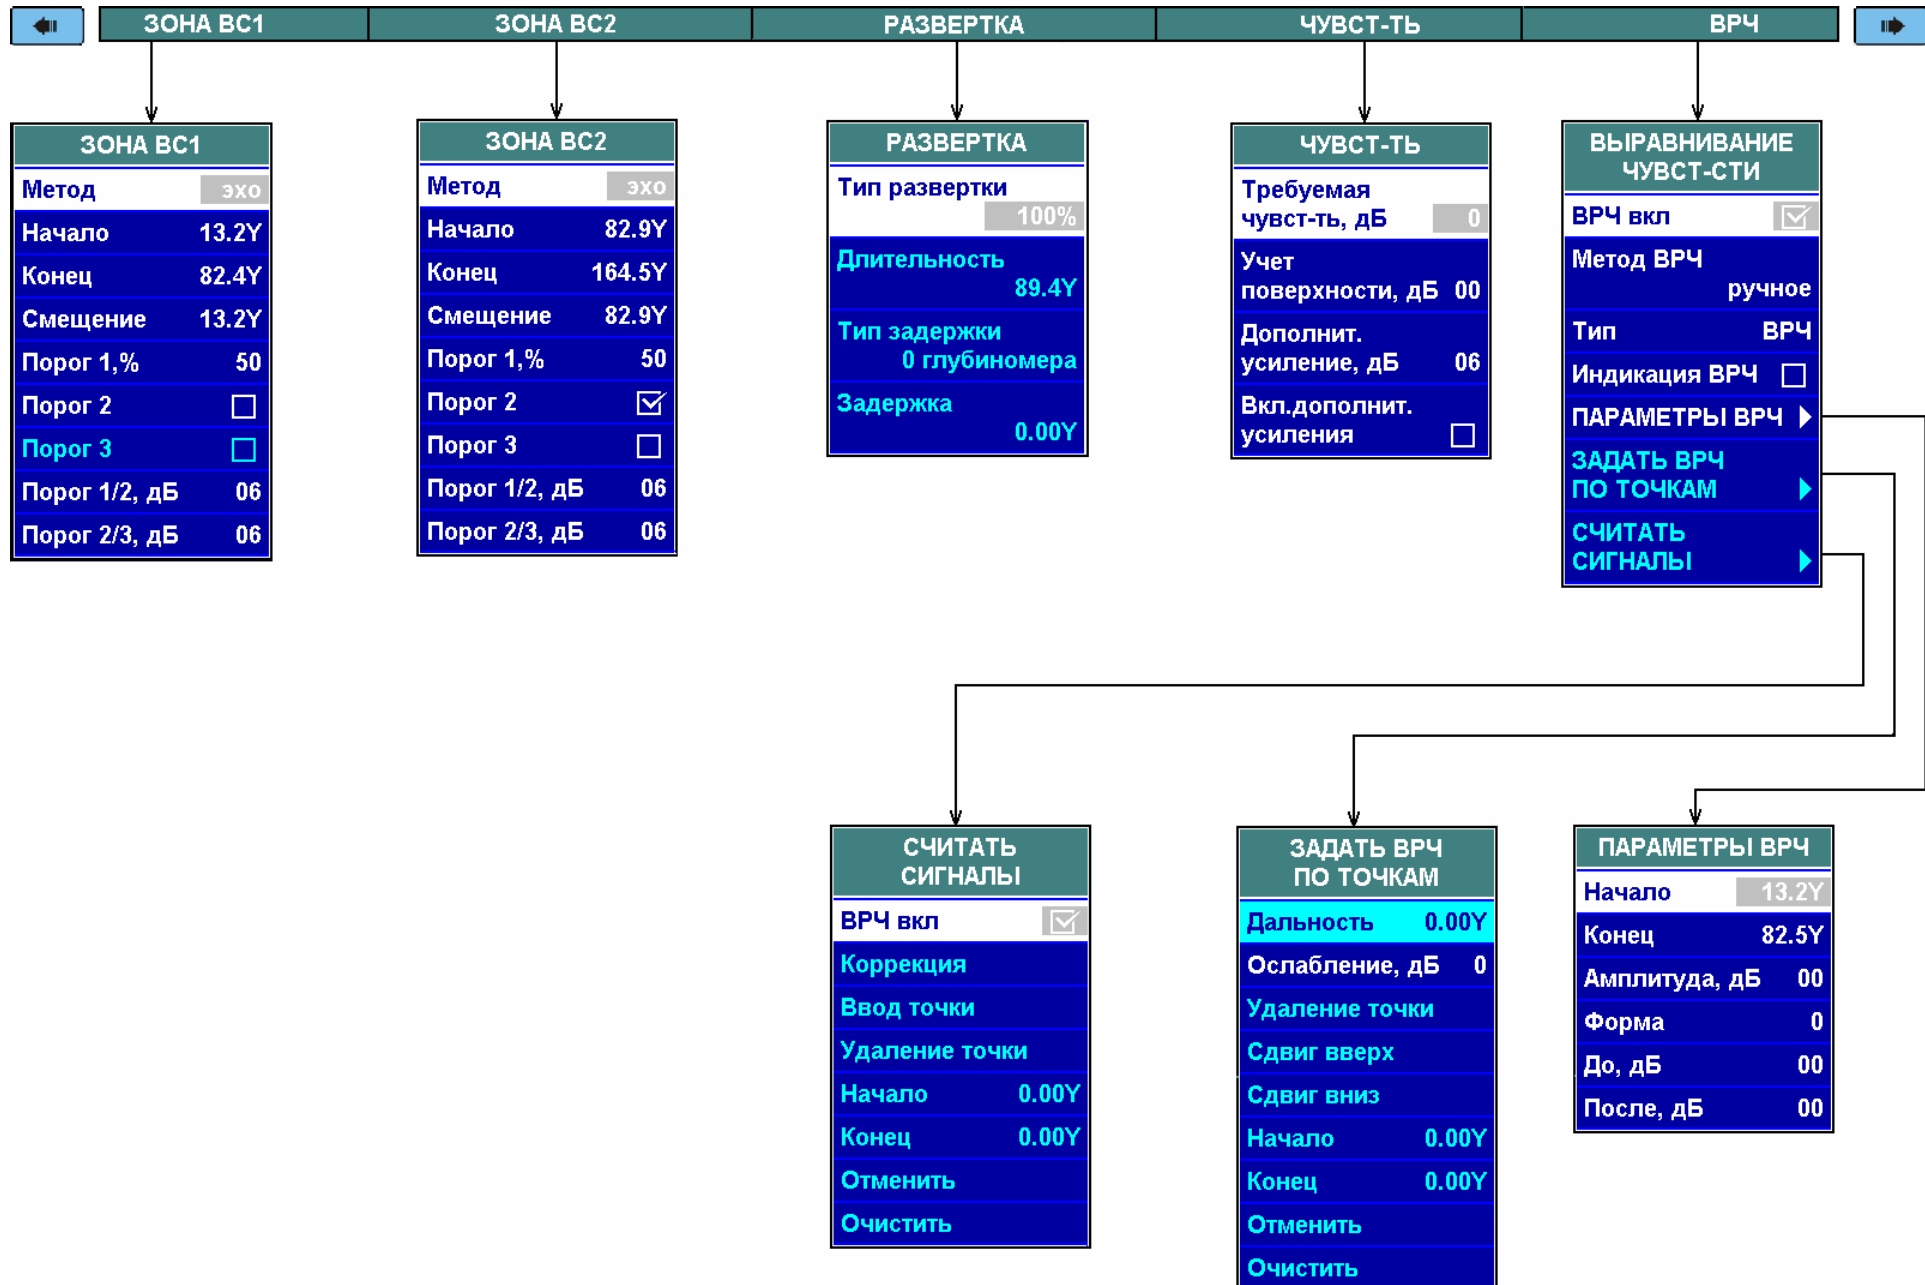 ЗОНА ВС1 ЗОНА ВС2 РАЗВЕРТКА ЧУВСТ-ТЬ ВРЧ
ЗОНА ВС1
Метод эхо
Начало 13.2Y
Конец 82.4Y
Смещение 13.2Y
Порог 1,% 50
Порог 2
Порог 3
Порог 1/2, дБ 06
Порог 2/3, дБ 06
ЗОНА ВС2
Метод эхо
Начало 82.9Y
Конец 164.5Y
Смещение 82.9Y
Порог 1,% 50
Порог 2
Порог 3
Порог 1/2, дБ 06
Порог 2/3, дБ 06
РАЗВЕРТКА
Тип развертки
100%
Длительность
89.4Y
Тип задержки
0 глубиномера
Задержка
0.00Y
ЧУВСТ-ТЬ
Требуемая
чувст-ть, дБ 0
Учет
поверхности, дБ 00
Дополнит.
усиление, дБ 06
Вкл.дополнит.
усиления
ВЫРАВНИВАНИЕ
ЧУВСТ-СТИ
ВРЧ вкл
Метод ВРЧ
ручное
Тип ВРЧ
Индикация ВРЧ
ПАРАМЕТРЫ ВРЧ
ЗАДАТЬ ВРЧ
ПО ТОЧКАМ
СЧИТАТЬ
СИГНАЛЫ
СЧИТАТЬ
СИГНАЛЫ
ВРЧ вкл
Коррекция
Ввод точки
Удаление точки
Начало 0.00Y
Конец 0.00Y
Отменить
Очистить
ЗАДАТЬ ВРЧ
ПО ТОЧКАМ
Дальность 0.00Y
Ослабление, дБ 0
Удаление точки
Сдвиг вверх
Сдвиг вниз
Начало 0.00Y
Конец 0.00Y
Отменить
Очистить
ПАРАМЕТРЫ ВРЧ
Начало 13.2Y
Конец 82.5Y
Амплитуда, дБ 00
Форма 0
До, дБ 00
После, дБ 00